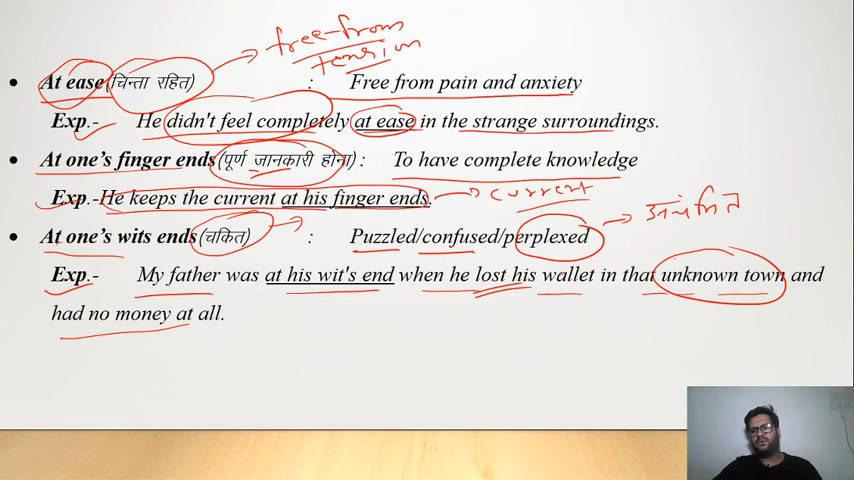 free-from
tension
• At ease(चिन्ता रहित) : Free from pain and anxiety
Exp.- He didn't feel completely at ease in the strange surroundings.
• At one's finger ends(पूर्ण जानकारी होना) : To have complete knowledge
Exp.-He keeps the current at his finger ends. current
• At one's wits ends(चकित) : Puzzled/confused/perplexed
Exp.- My father was at his wit's end when he lost his wallet in that unknown town and
had no money at all.